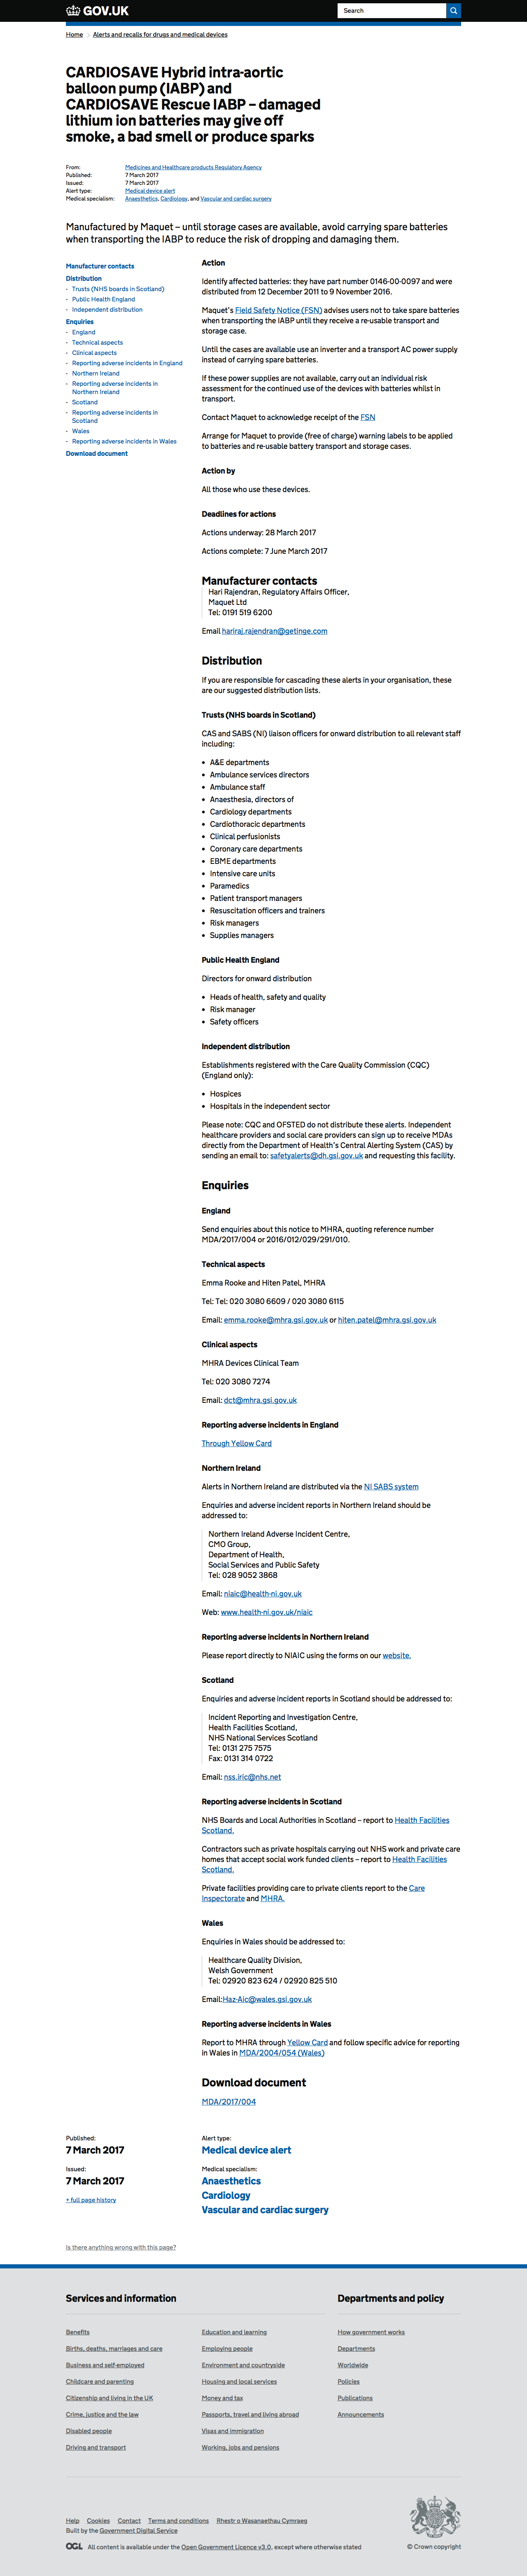 GOV.UK
Search
Home
Alerts and recalls for drugs and medical devices
CARDIOSAVE Hybrid intra-aortic
balloon pump (IABP) and
CARDIOSAVE Rescue IABP – damaged
lithium ion batteries may give off
smoke, a bad smell or produce sparks
From: Medicines and Healthcare products Regulatory Agency
Published: 7 March 2017
Issued: 7 March 2017
Alert type: Medical device alert
Medical specialism: Anaesthetics, Cardiology, and Vascular and cardiac surgery
Manufactured by Maquet – until storage cases are available, avoid carrying spare batteries
when transporting the IABP to reduce the risk of dropping and damaging them.
Manufacturer contacts
Distribution
- Trusts (NHS boards in Scotland)
- Public Health England
- Independent distribution
Enquiries
- England
- Technical aspects
- Clinical aspects
- Reporting adverse incidents in England
- Northern Ireland
- Reporting adverse incidents in
Northern Ireland
- Scotland
- Reporting adverse incidents in
Scotland
- Wales
- Reporting adverse incidents in Wales
Download document
Action
Identify affected batteries: they have part number 0146-00-0097 and were
distributed from 12 December 2011 to 9 November 2016.
Maquet's Field Safety Notice (FSN) advises users not to take spare batteries
when transporting the IABP until they receive a re-usable transport and
storage case.
Until the cases are available use an inverter and a transport AC power supply
instead of carrying spare batteries.
If these power supplies are not available, carry out an individual risk
assessment for the continued use of the devices with batteries whilst in
transport.
Contact Maquet to acknowledge receipt of the FSN
Arrange for Maquet to provide (free of charge) warning labels to be applied
to batteries and re-usable battery transport and storage cases.
Action by
All those who use these devices.
Deadlines for actions
Actions underway: 28 March 2017
Actions complete: 7 June March 2017
Manufacturer contacts
Hari Rajendran, Regulatory Affairs Officer,
Maquet Ltd
Tel: 0191 519 6200
Email hariraj.rajendran@getinge.com
Distribution
If you are responsible for cascading these alerts in your organisation, these
are our suggested distribution lists.
Trusts (NHS boards in Scotland)
CAS and SABS (NI) liaison officers for onward distribution to all relevant staff
including:
• A&E departments
• Ambulance services directors
• Ambulance staff
• Anaesthesia, directors of
• Cardiology departments
• Cardiothoracic departments
• Clinical perfusionists
• Coronary care departments
• EBME departments
• Intensive care units
• Paramedics
• Patient transport managers
• Resuscitation officers and trainers
• Risk managers
• Supplies managers
Public Health England
Directors for onward distribution
• Heads of health, safety and quality
• Risk manager
• Safety officers
Independent distribution
Establishments registered with the Care Quality Commission (CQC)
(England only):
• Hospices
• Hospitals in the independent sector
Please note: CQC and OFSTED do not distribute these alerts. Independent
healthcare providers and social care providers can sign up to receive MDAs
directly from the Department of Health's Central Alerting System (CAS) by
sending an email to: safetyalerts@dh.gsi.gov.uk and requesting this facility.
Enquiries
England
Send enquiries about this notice to MHRA, quoting reference number
MDA/2017/004 or 2016/012/029/291/010.
Technical aspects
Emma Rooke and Hiten Patel, MHRA
Tel: Tel: 020 3080 6609 / 020 3080 6115
Email: emma.rooke@mhra.gsi.gov.uk or hiten.patel@mhra.gsi.gov.uk
Clinical aspects
MHRA Devices Clinical Team
Tel: 020 3080 7274
Email: dct@mhra.gsi.gov.uk
Reporting adverse incidents in England
Through Yellow Card
Northern Ireland
Alerts in Northern Ireland are distributed via the NI SABS system
Enquiries and adverse incident reports in Northern Ireland should be
addressed to:
Northern Ireland Adverse Incident Centre,
CMO Group,
Department of Health,
Social Services and Public Safety
Tel: 028 9052 3868
Email: niaic@health-ni.gov.uk
Web: www.health-ni.gov.uk/niaic
Reporting adverse incidents in Northern Ireland
Please report directly to NIAIC using the forms on our website.
Scotland
Enquiries and adverse incident reports in Scotland should be addressed to:
Incident Reporting and Investigation Centre,
Health Facilities Scotland,
NHS National Services Scotland
Tel: 0131 275 7575
Fax: 0131 314 0722
Email: nss.iric@nhs.net
Reporting adverse incidents in Scotland
NHS Boards and Local Authorities in Scotland – report to Health Facilities
Scotland.
Contractors such as private hospitals carrying out NHS work and private care
homes that accept social work funded clients – report to Health Facilities
Scotland.
Private facilities providing care to private clients report to the Care
Inspectorate and MHRA.
Wales
Enquiries in Wales should be addressed to:
Healthcare Quality Division,
Welsh Government
Tel: 02920 823 624 / 02920 825 510
Email:Haz-Aic@wales.gsi.gov.uk
Reporting adverse incidents in Wales
Report to MHRA through Yellow Card and follow specific advice for reporting
in Wales in MDA/2004/054 (Wales)
Download document
MDA/2017/004
Published:
7 March 2017
Issued:
7 March 2017
+ full page history
Alert type:
Medical device alert
Medical specialism:
Anaesthetics
Cardiology
Vascular and cardiac surgery
Is there anything wrong with this page?
Services and information
Benefits
Births, deaths, marriages and care
Business and self-employed
Childcare and parenting
Citizenship and living in the UK
Crime, justice and the law
Disabled people
Driving and transport
Education and learning
Employing people
Environment and countryside
Housing and local services
Money and tax
Passports, travel and living abroad
Visas and immigration
Working, jobs and pensions
Departments and policy
How government works
Departments
Worldwide
Policies
Publications
Announcements
Help Cookies Contact Terms and conditions Rhestr o Wasanaethau Cymraeg
Built by the Government Digital Service
OGL All content is available under the Open Government Licence v3.0, except where otherwise stated
© Crown copyright